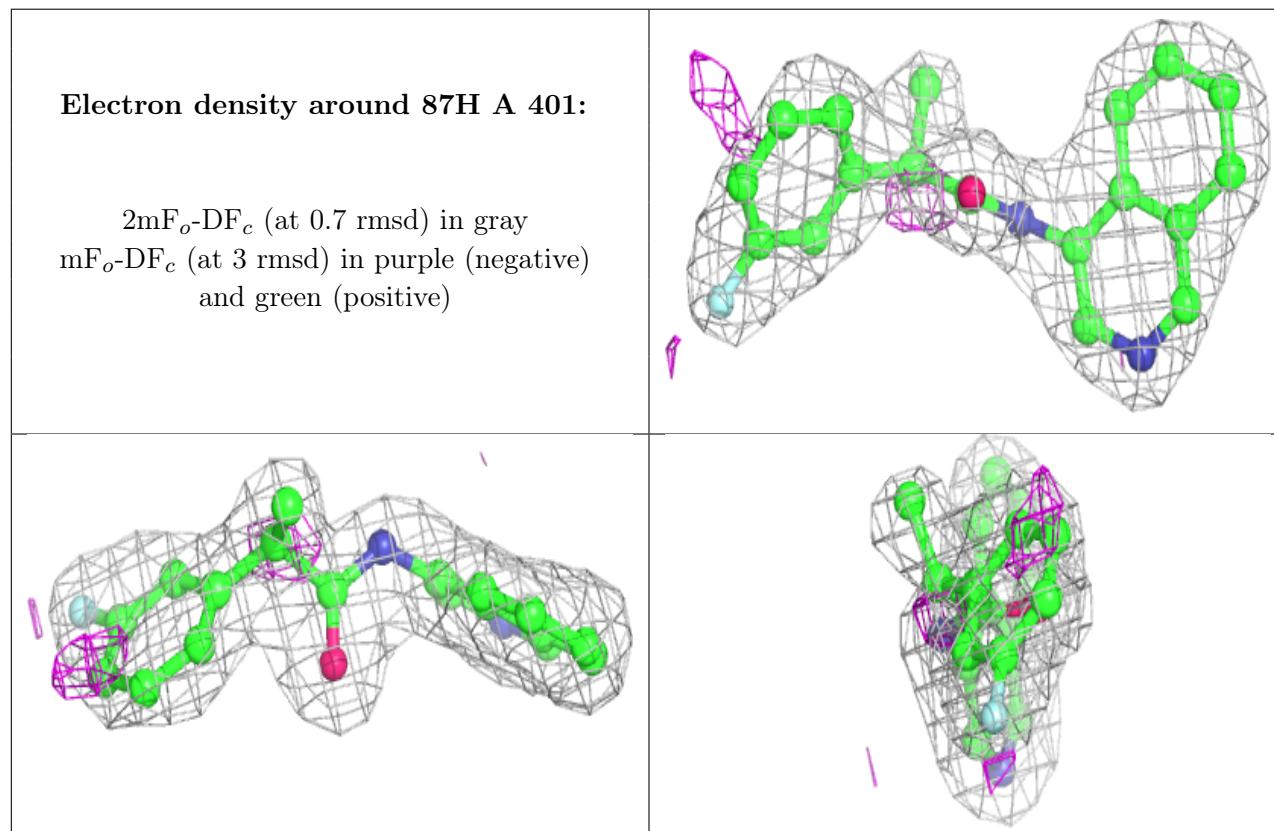 Electron density around 87H A 401:
2mFo-DFc (at 0.7 rmsd) in gray
mFo-DFc (at 3 rmsd) in purple (negative)
and green (positive)